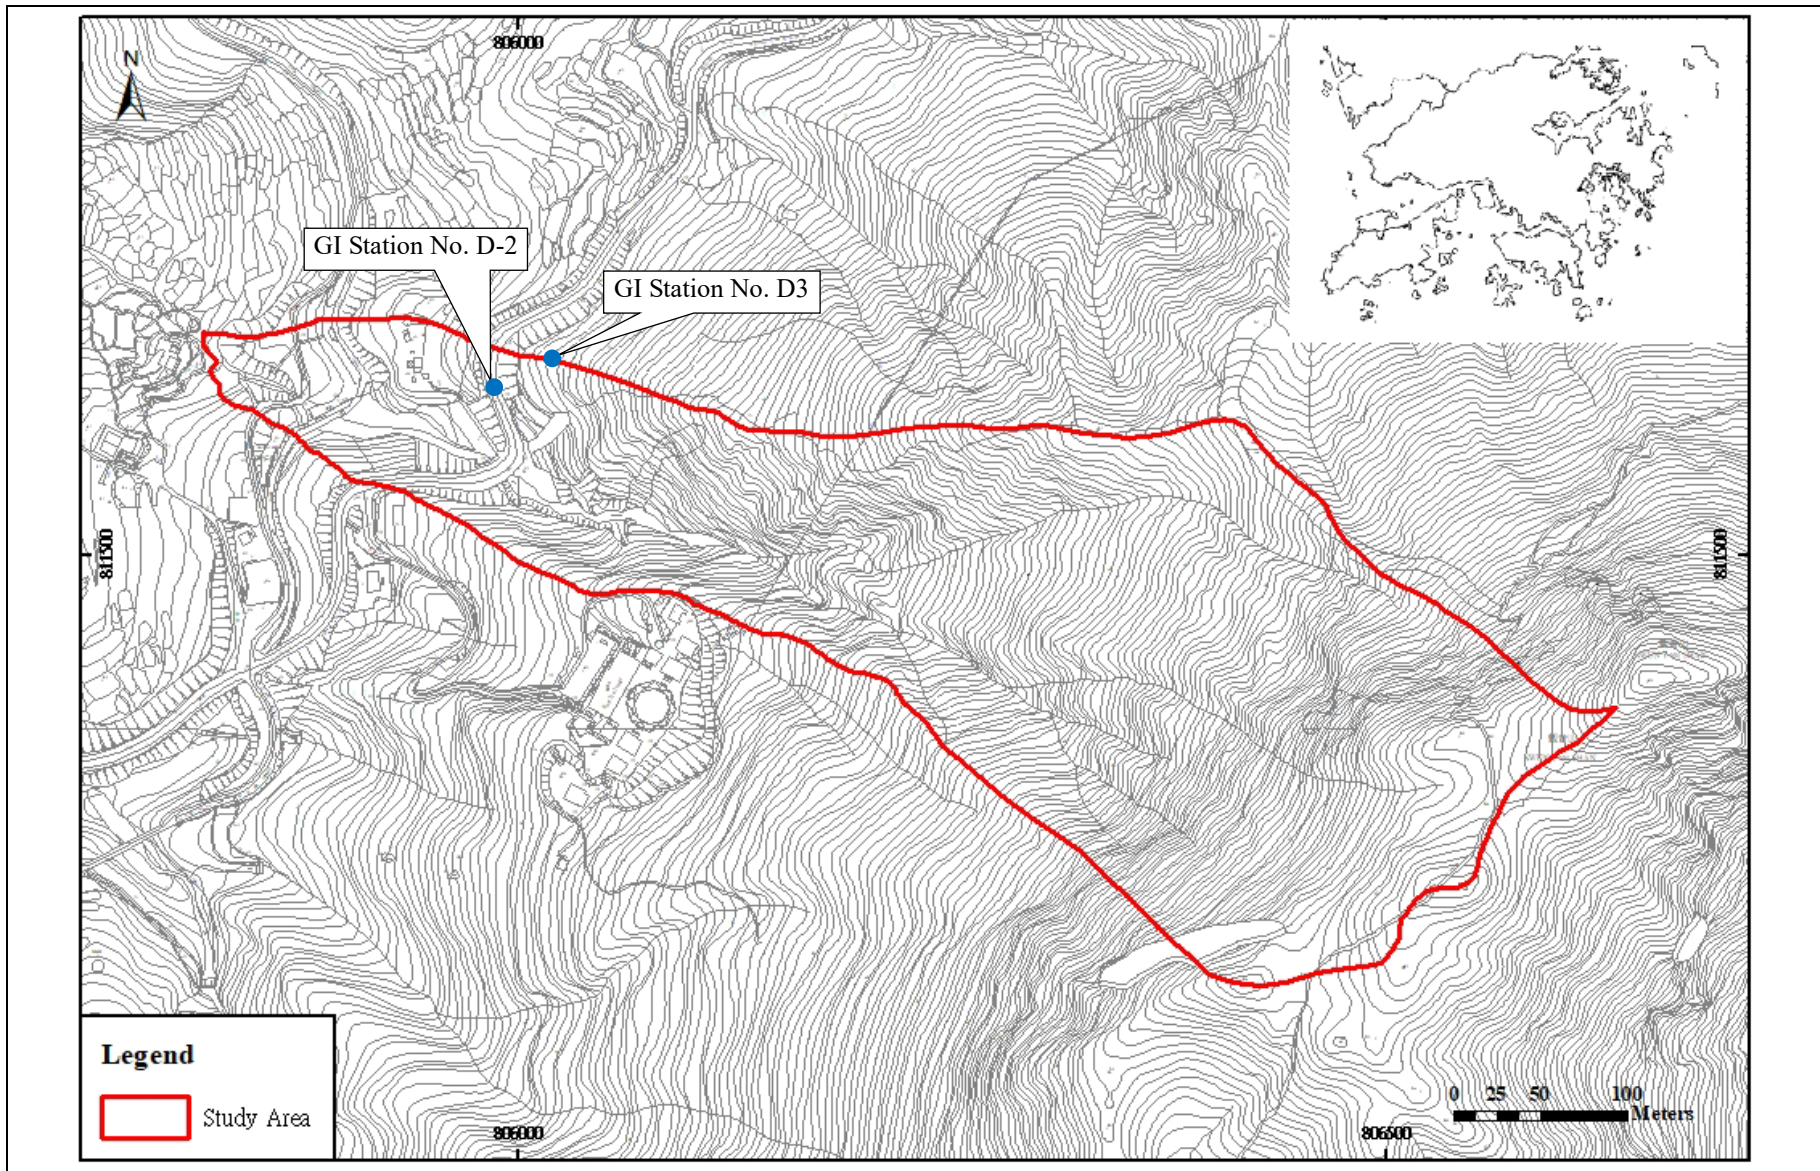 806000
N
GI Station No. D-2
GI Station No. D3
811500
811500
Legend
Study Area
0 25 50 100
Meters
806000
806500